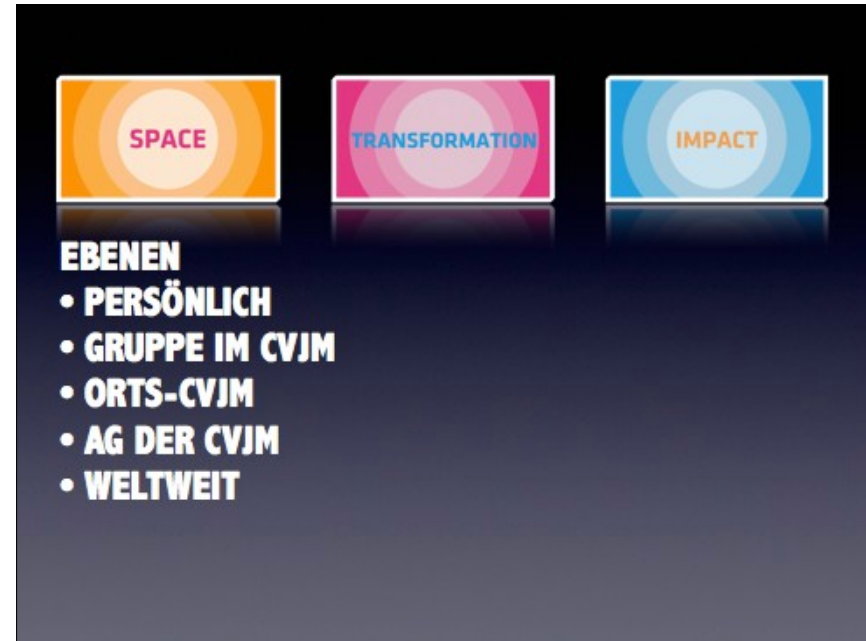 SPACE
TRANSFORMATION
IMPACT
EBENEN
• PERSÖNLICH
• GRUPPE IM CVJM
• ORTS-CVJM
• AG DER CVJM
• WELTWEIT